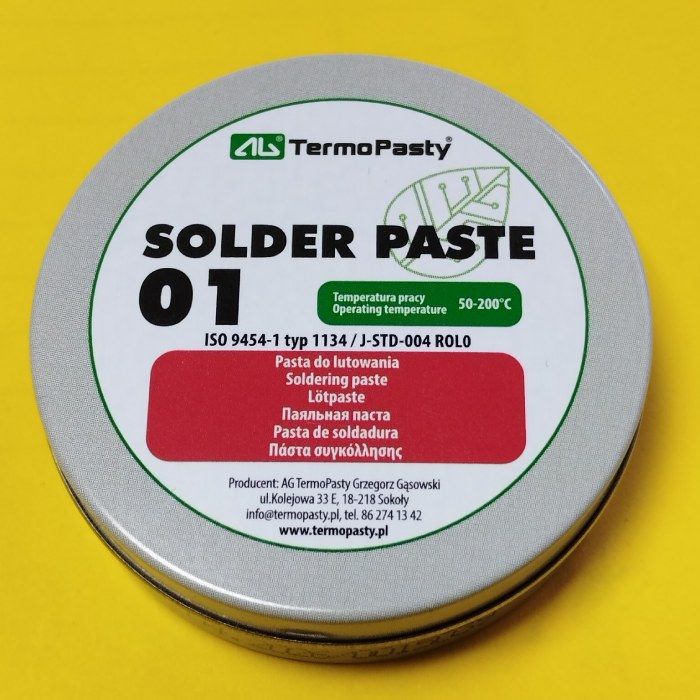 AG TermoPasty®
SOLDER PASTE
01
Temperatura pracy
Operating temperature 50-200°C
ISO 9454-1 typ 1134 / J-STD-004 ROL0
Pasta do lutowania
Soldering paste
Lötpaste
Паяльная паста
Pasta de soldadura
Πάστα συγκόλλησης
Producent: AG TermoPasty Grzegorz Gąsowski
ul.Kolejowa 33 E, 18-218 Sokoły
info@termopasty.pl, tel. 86 274 13 42
www.termopasty.pl